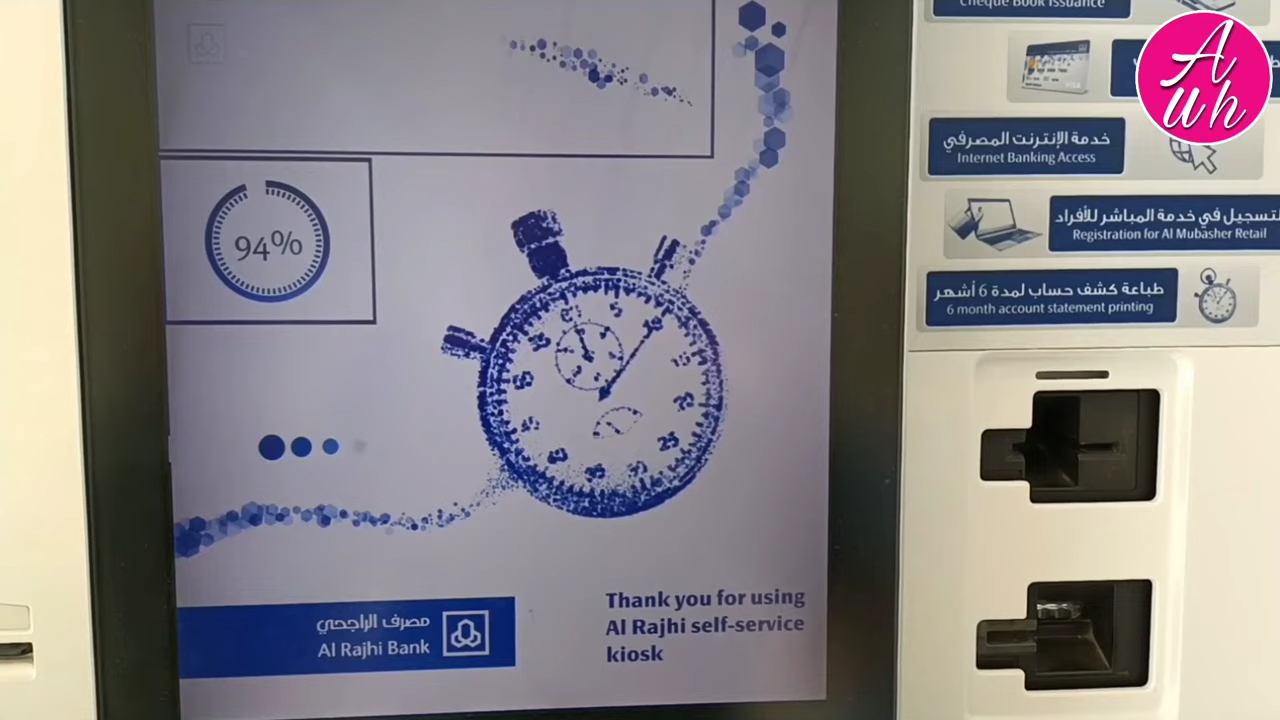 94%
مصرف الراجحي
Al Rajhi Bank
Thank you for using
Al Rajhi self-service
kiosk
Cheque Book Issuance
خدمة الإنترنت المصرفي
Internet Banking Access
لتسجيل في خدمة المباشر للأفراد
Registration for Al Mubasher Retail
طباعة كشف حساب لمدة 6 أشهر
6 month account statement printing
A
Wh